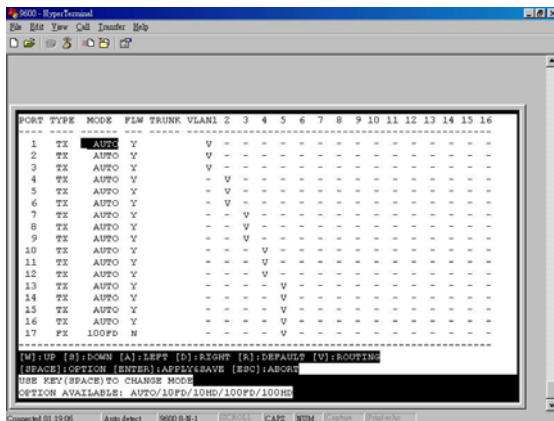 9600 - HyperTerminal
File Edit View Call Transfer Help
PORT TYPE MODE FLW TRUNK VLAN1 2 3 4 5 6 7 8 9 10 11 12 13 14 15 16
1 TX AUTO Y V - - - - - - - - - - - - - - -
2 TX AUTO Y V - - - - - - - - - - - - - - -
3 TX AUTO Y V - - - - - - - - - - - - - - -
4 TX AUTO Y - V - - - - - - - - - - - - - -
5 TX AUTO Y - V - - - - - - - - - - - - - -
6 TX AUTO Y - V - - - - - - - - - - - - - -
7 TX AUTO Y - - V - - - - - - - - - - - - -
8 TX AUTO Y - - V - - - - - - - - - - - - -
9 TX AUTO Y - - V - - - - - - - - - - - - -
10 TX AUTO Y - - - V - - - - - - - - - - - -
11 TX AUTO Y - - - V - - - - - - - - - - - -
12 TX AUTO Y - - - V - - - - - - - - - - - -
13 TX AUTO Y - - - - V - - - - - - - - - - -
14 TX AUTO Y - - - - V - - - - - - - - - - -
15 TX AUTO Y - - - - V - - - - - - - - - - -
16 TX AUTO Y - - - - V - - - - - - - - - - -
17 FX 100FD N - - - - V - - - - - - - - - - -
[W]:UP [S]:DOWN [A]:LEFT [D]:RIGHT [R]:DEFAULT [V]:ROUTING
[SPACE]:OPTION [ENTER]:APPLY&SAVE [ESC]:ABORT
USE KEY(SPACE)TO CHANGE MODE
OPTION AVAILABLE: AUTO/10FD/10HD/100FD/100HD
Connected 01:19:06 Auto detect 9600 8-N-1 SCROLL CAPS NUM Capture Print echo